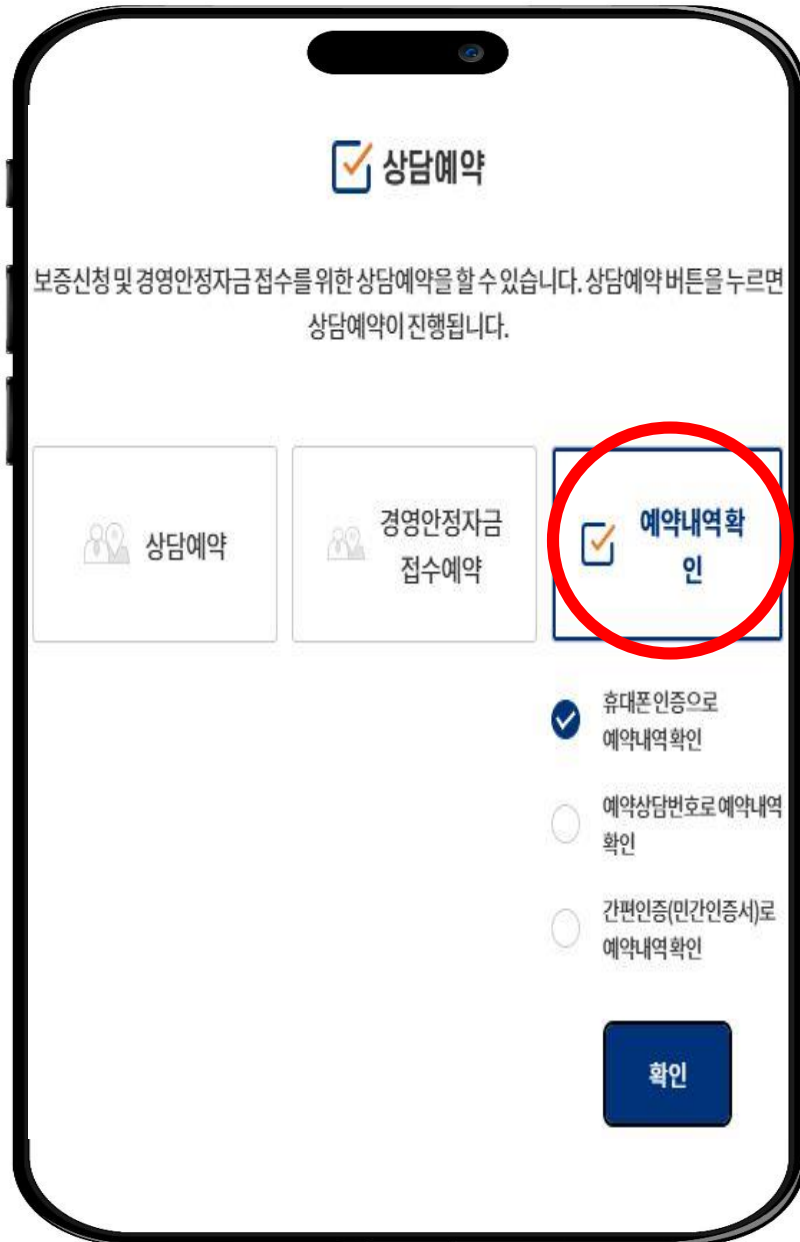 상담예약
보증신청 및 경영안정자금 접수를 위한 상담예약을 할 수 있습니다. 상담예약 버튼을 누르면
상담예약이 진행됩니다.
상담예약
경영안정자금
접수예약
예약내역 확
인
휴대폰 인증으로
예약내역 확인
예약상담번호로 예약내역
확인
간편인증(민간인증서)로
예약내역 확인
확인